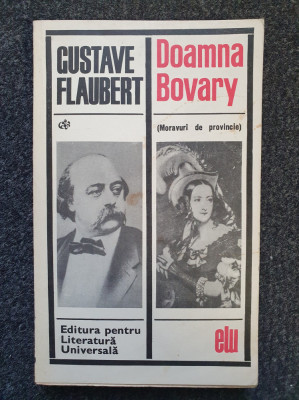 GUSTAVE
FLAUBERT
Doamna
Bovary
(Moravuri de provincie)
Editura pentru
Literatură
Universală
elu